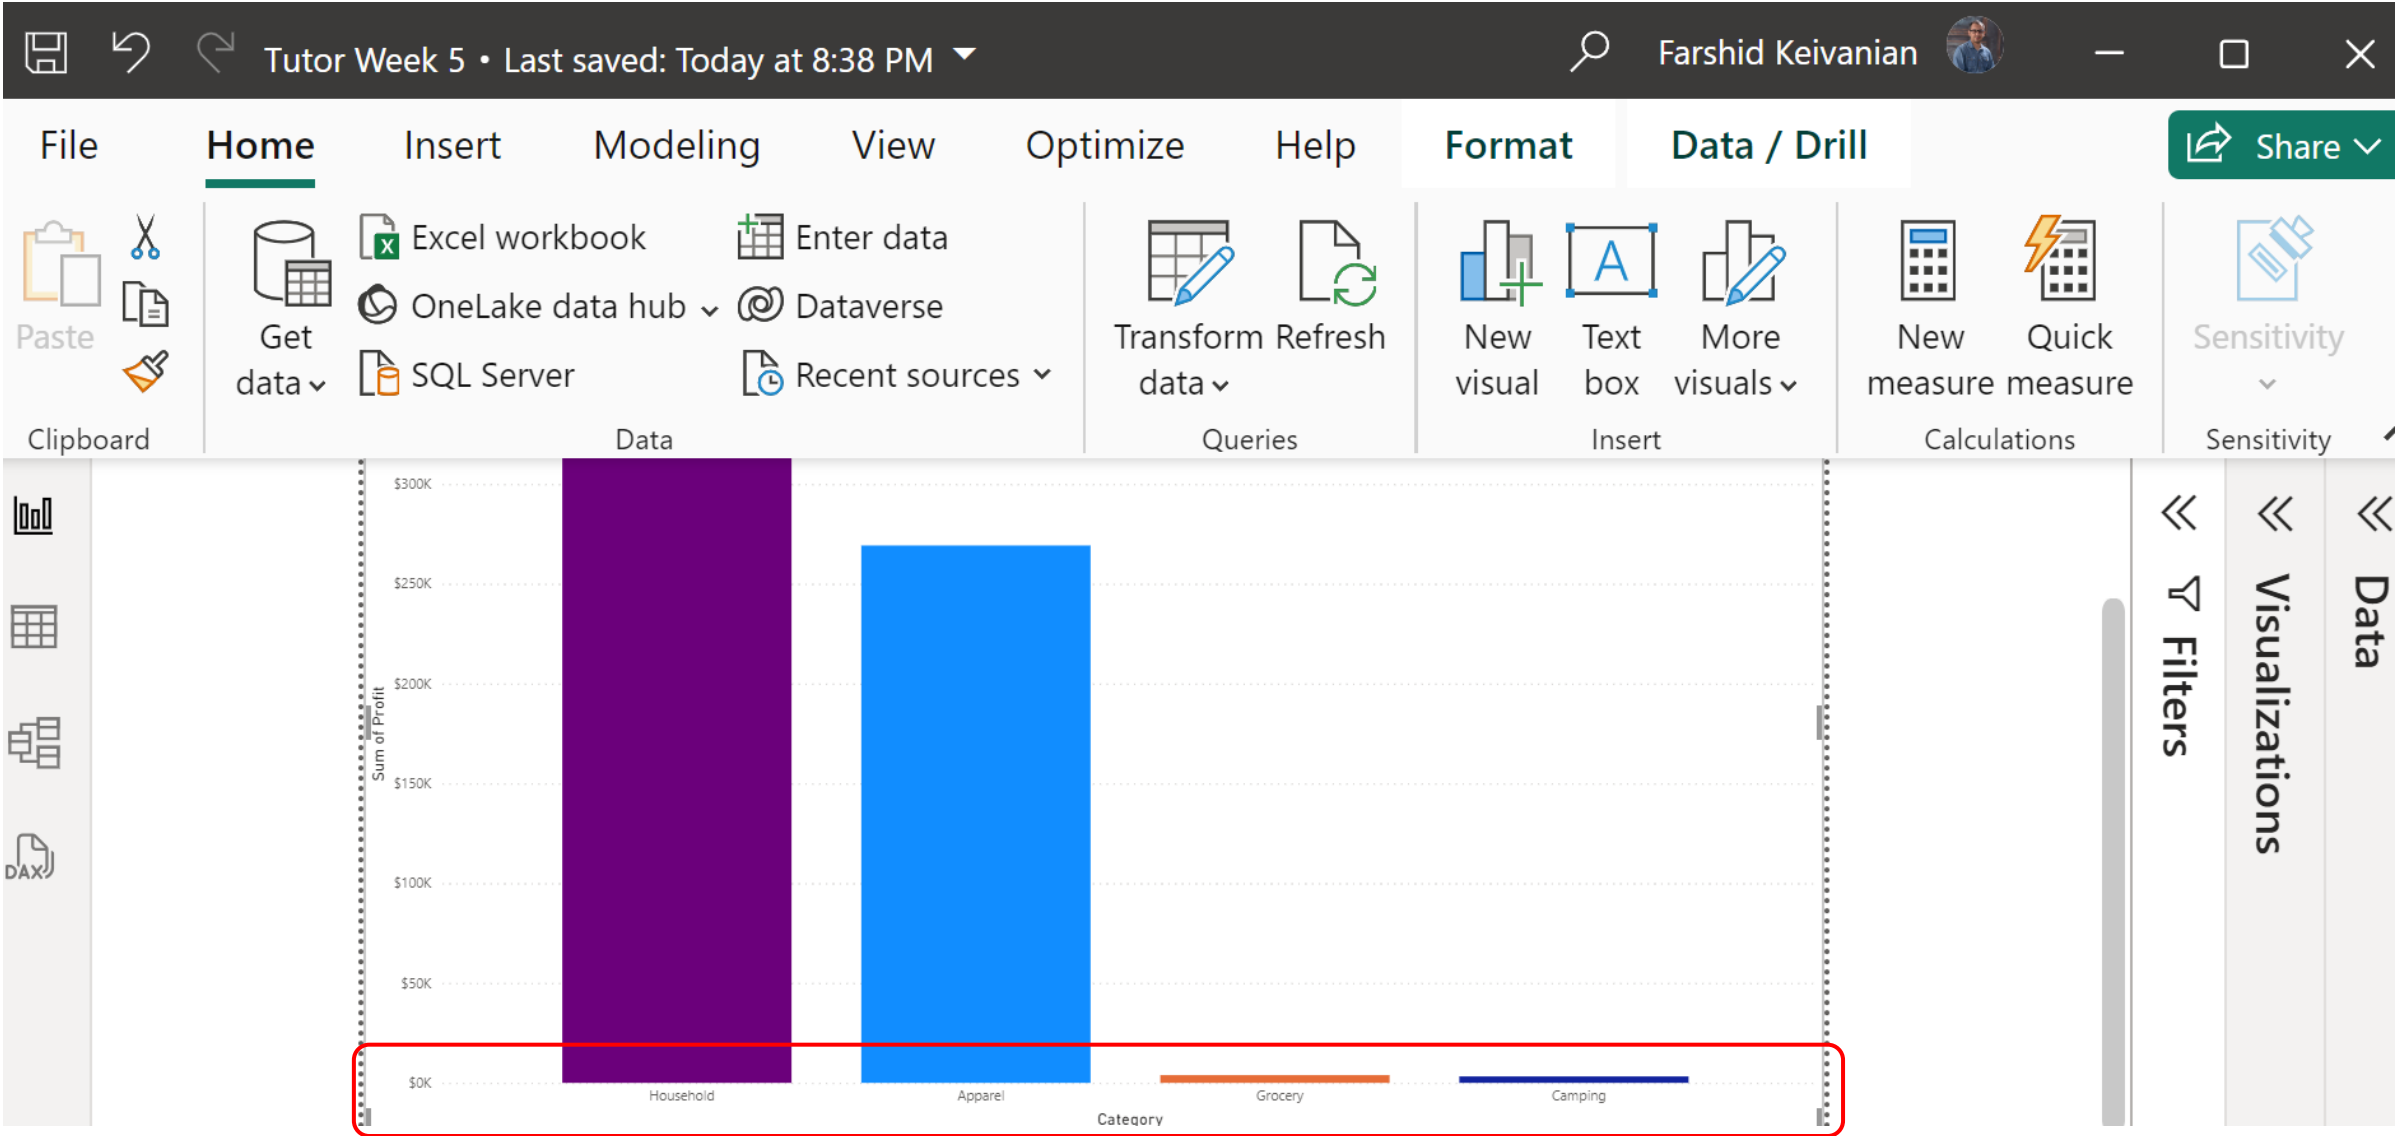 Tutor Week 5 • Last saved: Today at 8:38 PM
Farshid Keivanian
File Home Insert Modeling View Optimize Help Format Data / Drill Share
Paste
Clipboard
Get data
Excel workbook
OneLake data hub
SQL Server
Enter data
Dataverse
Recent sources
Data
Transform data
Refresh
Queries
New visual
Text box
More visuals
Insert
New measure
Quick measure
Calculations
Sensitivity
Sensitivity
DAX
Sum of Profit
$300K
$250K
$200K
$150K
$100K
$50K
$0K
Household Apparel Grocery Camping
Category
Filters
Visualizations
Data